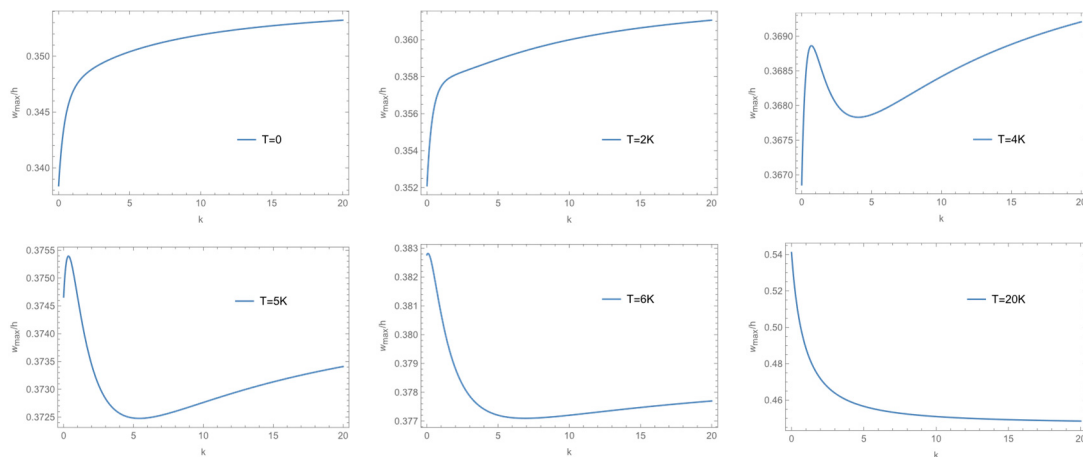 0.350
0.345
0.340
w_max/h
T=0
0 5 10 15 20
k
0.360
0.358
0.356
0.354
0.352
w_max/h
T=2K
0 5 10 15 20
k
0.3690
0.3685
0.3680
0.3675
0.3670
w_max/h
T=4K
0 5 10 15 20
k
0.3755
0.3750
0.3745
0.3740
0.3735
0.3730
0.3725
w_max/h
T=5K
0 5 10 15 20
k
0.383
0.382
0.381
0.380
0.379
0.378
0.377
w_max/h
T=6K
0 5 10 15 20
k
0.54
0.52
0.50
0.48
0.46
w_max/h
T=20K
0 5 10 15 20
k